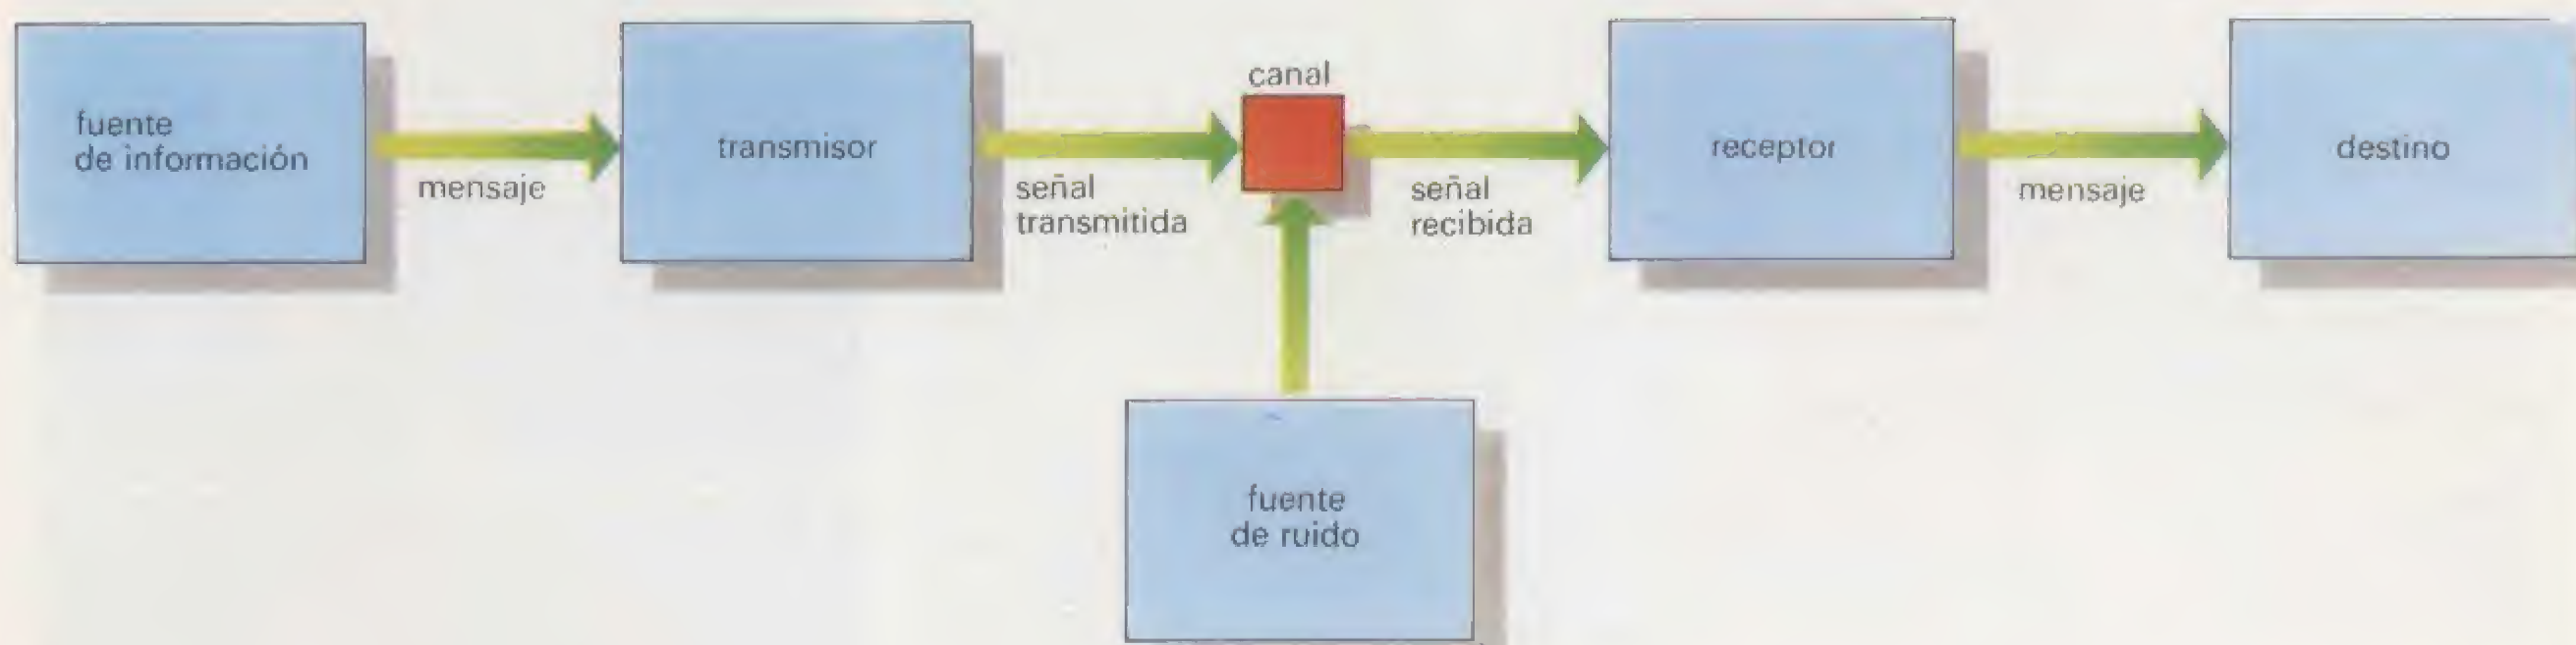 fuente
de información
mensaje
transmisor
señal
transmitida
canal
señal
recibida
receptor
mensaje
destino
fuente
de ruido